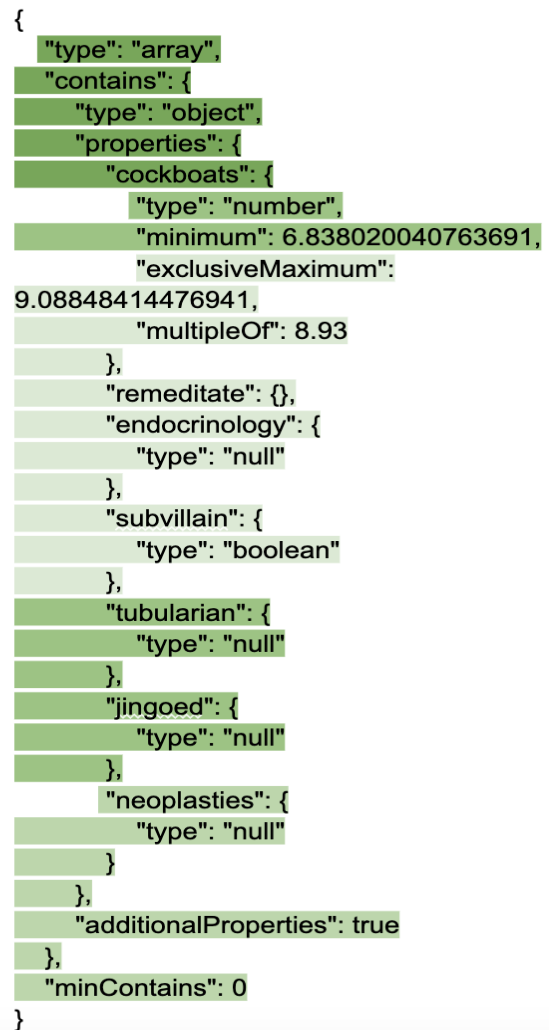 {
"type": "array",
"contains": {
"type": "object",
"properties": {
"cockboats": {
"type": "number",
"minimum": 6.838020040763691,
"exclusiveMaximum":
9.08848414476941,
"multipleOf": 8.93
},
"remeditate": {},
"endocrinology": {
"type": "null"
},
"subvillain": {
"type": "boolean"
},
"tubularian": {
"type": "null"
},
"jingoed": {
"type": "null"
},
"neoplasties": {
"type": "null"
}
},
"additionalProperties": true
},
"minContains": 0
}